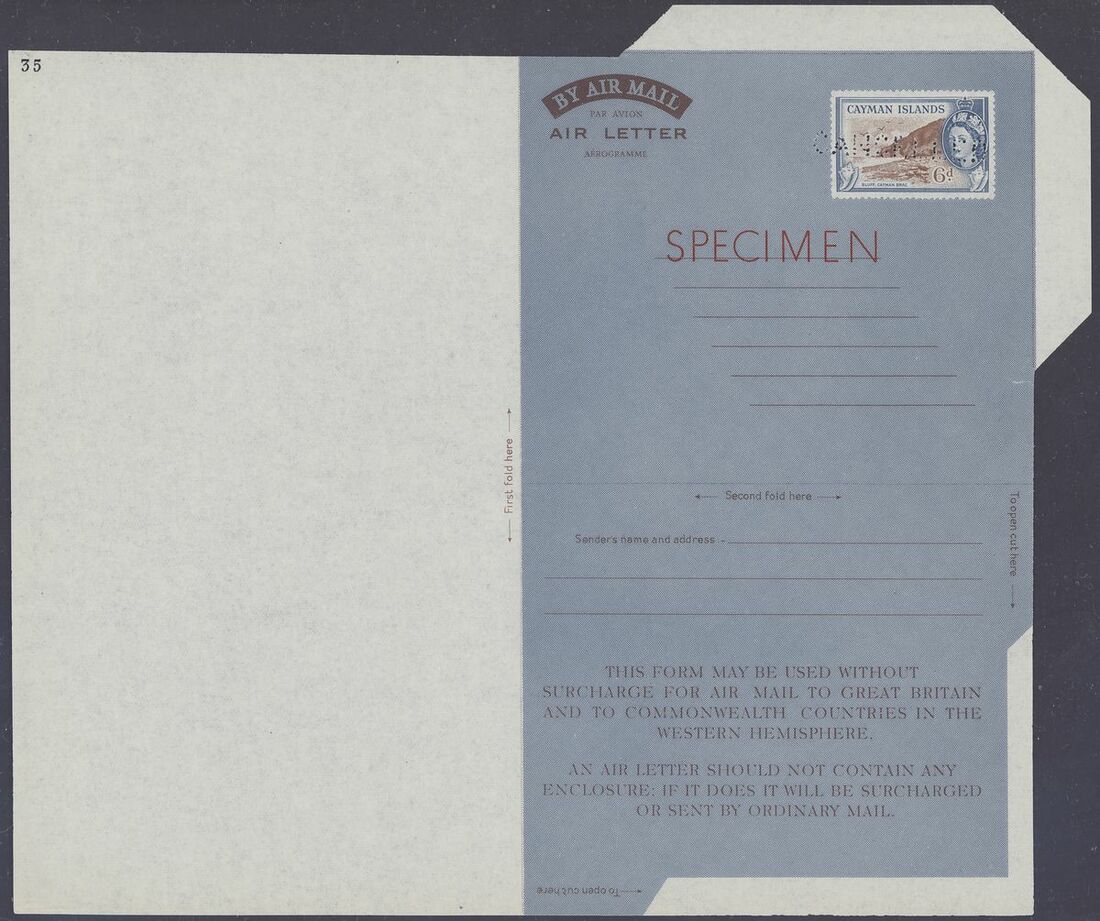 35
BY AIR MAIL
PAR AVION
AIR LETTER
AÉROGRAMME
CAYMAN ISLANDS
CANCELLED
6d
BLUFF, CAYMAN BRAC
SPECIMEN
First fold here
Second fold here
To open cut here
Sender's name and address -
THIS FORM MAY BE USED WITHOUT
SURCHARGE FOR AIR MAIL TO GREAT BRITAIN
AND TO COMMONWEALTH COUNTRIES IN THE
WESTERN HEMISPHERE.
AN AIR LETTER SHOULD NOT CONTAIN ANY
ENCLOSURE: IF IT DOES IT WILL BE SURCHARGED
OR SENT BY ORDINARY MAIL.
To open cut here